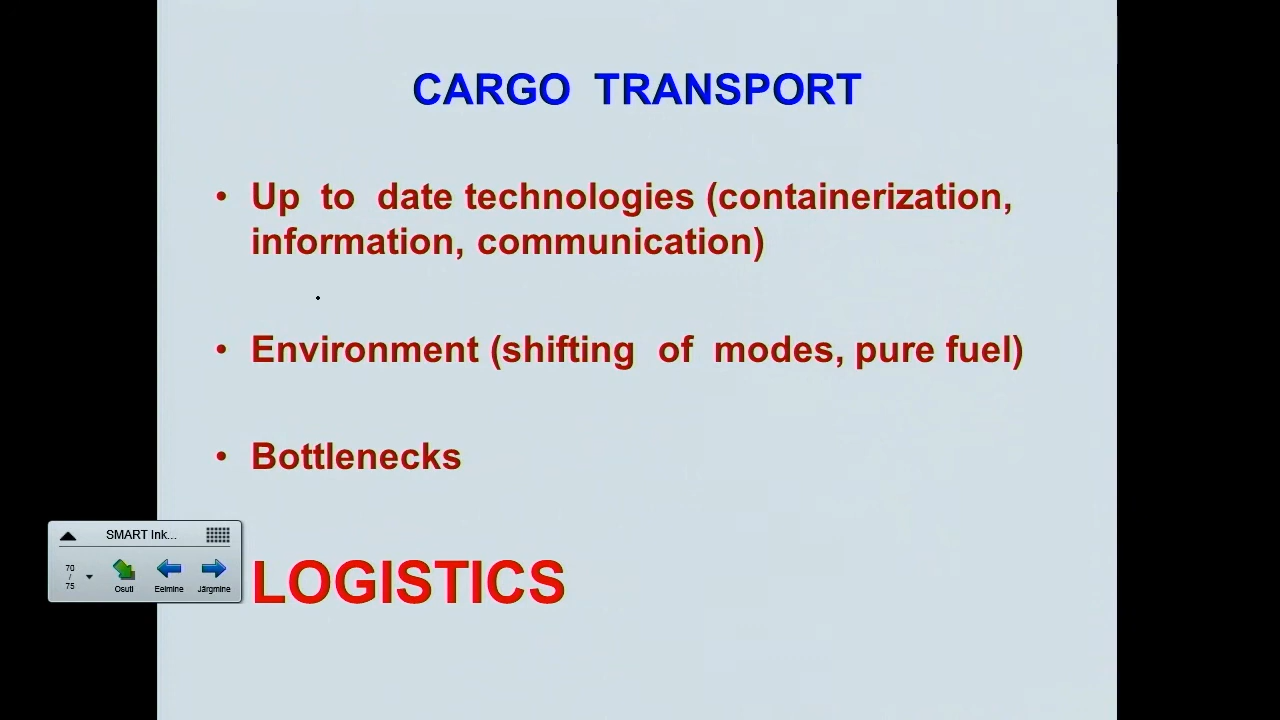 CARGO TRANSPORT
• Up to date technologies (containerization,
information, communication)
• Environment (shifting of modes, pure fuel)
• Bottlenecks
LOGISTICS
SMART Ink...
70
/
75
Osuti
Eelmine
Järgmine